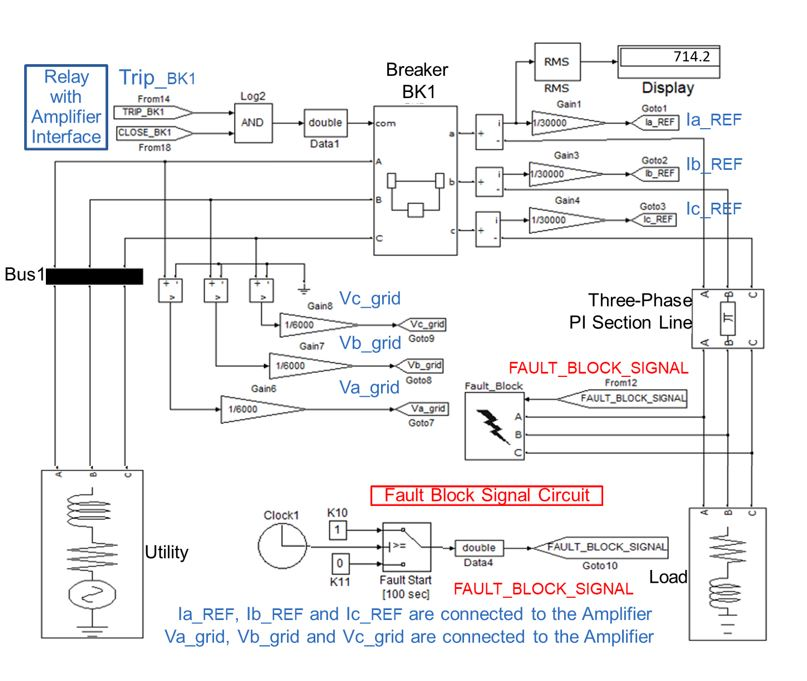 Relay
with
Amplifier
Interface
Trip_BK1
From14
TRIP_BK1
CLOSE_BK1
From18
Log2
AND
double
Data1
Breaker
BK1
com
A
B
C
a
b
c
RMS
RMS
714.2
Display
+
-
i
Gain1
1/30000
Goto1
Ia_REF
Ia_REF
+
-
i
Gain3
1/30000
Goto2
Ib_REF
Ib_REF
+
-
i
Gain4
1/30000
Goto3
Ic_REF
Ic_REF
Bus1
+ -
v
+ -
v
+ -
v
Gain8
1/6000
Vc_grid
Vc_grid
Goto9
Gain7
1/6000
Vb_grid
Vb_grid
Goto8
Gain6
1/6000
Va_grid
Va_grid
Goto7
Three-Phase
PI Section Line
A B C
π
A B C
FAULT_BLOCK_SIGNAL
From12
FAULT_BLOCK_SIGNAL
Fault_Block
A
B
C
A B C
Utility
Fault Block Signal Circuit
Clock1
K10
1
0
K11
>=
Fault Start
[100 sec]
double
Data4
FAULT_BLOCK_SIGNAL
Goto10
FAULT_BLOCK_SIGNAL
A B C
Load
Ia_REF, Ib_REF and Ic_REF are connected to the Amplifier
Va_grid, Vb_grid and Vc_grid are connected to the Amplifier